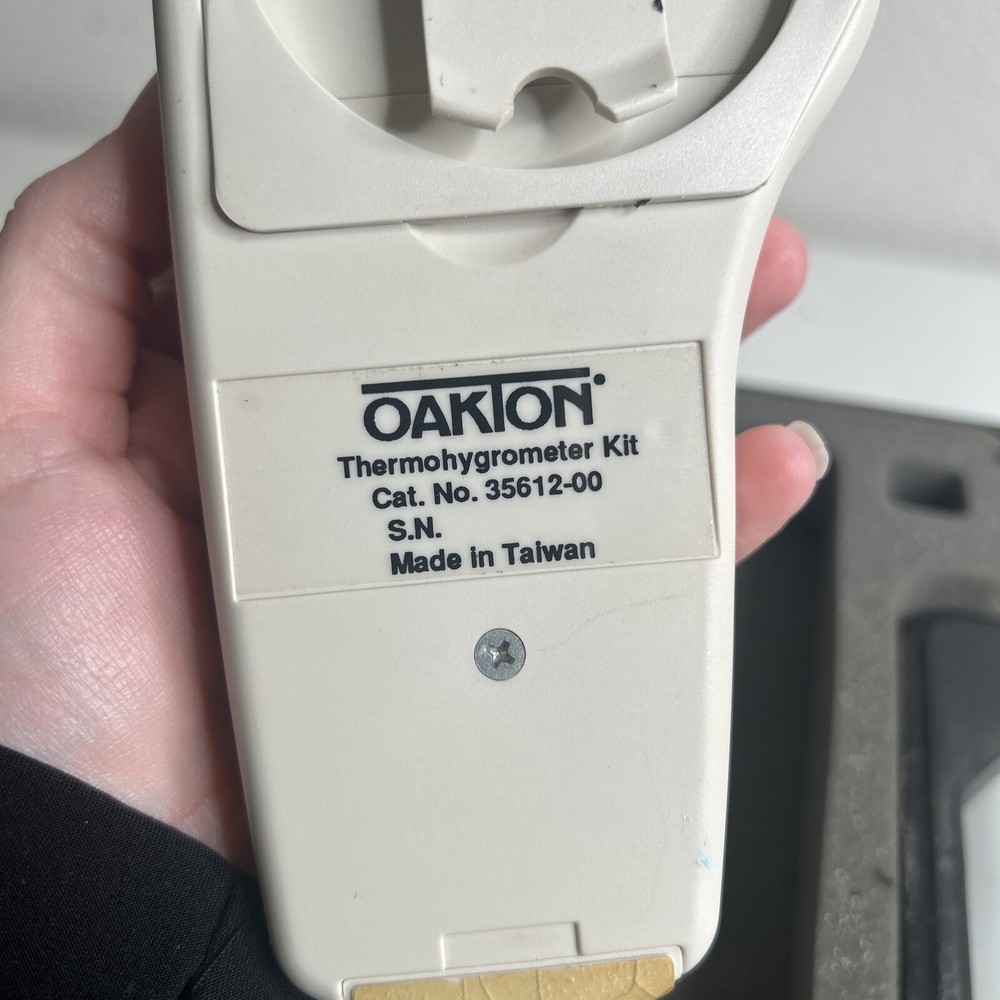 OAKTON®
Thermohygrometer Kit
Cat. No. 35612-00
S.N.
Made in Taiwan